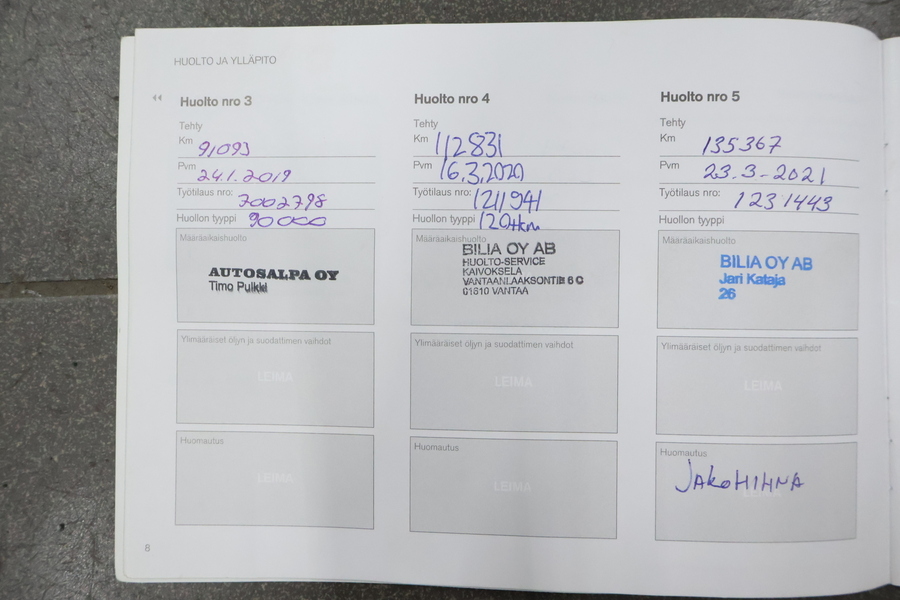 HUOLTO JA YLLÄPITO
Huolto nro 3
Tehty
Km 91093
Pvm 24.1.2019
Työtilaus nro: 7002798
Huollon tyyppi 90000
Määräaikaishuolto
AUTOSALPA OY
Timo Pulkki
Ylimääräiset öljyn ja suodattimen vaihdot
LEIMA
Huomautus
LEIMA
Huolto nro 4
Tehty
Km 112831
Pvm 16.3.2020
Työtilaus nro: 1211941
Huollon tyyppi 120tkm
Määräaikaishuolto
BILIA OY AB
HUOLTO-SERVICE
KAIVOKSELA
VANTAANLAAKSONTIE 6 C
01610 VANTAA
Ylimääräiset öljyn ja suodattimen vaihdot
LEIMA
Huomautus
LEIMA
Huolto nro 5
Tehty
Km 135367
Pvm 23.3-2021
Työtilaus nro: 1231443
Huollon tyyppi
Määräaikaishuolto
BILIA OY AB
Jari Kataja
26
Ylimääräiset öljyn ja suodattimen vaihdot
LEIMA
Huomautus
JAKOHIHNA
LEIMA
8